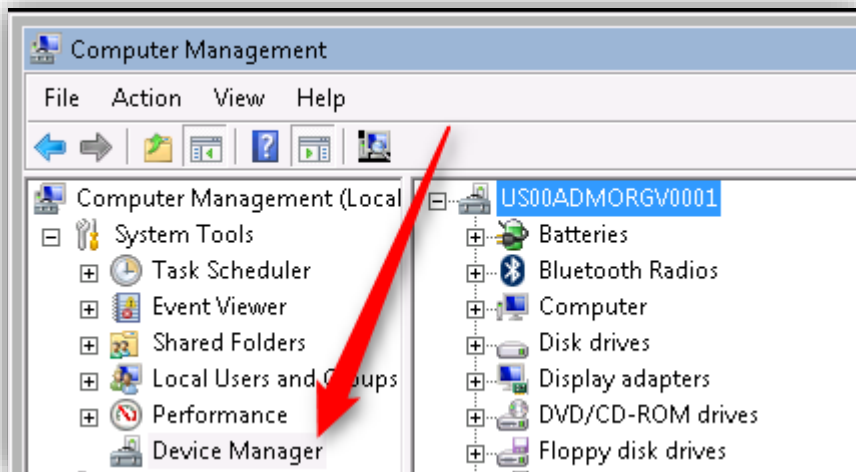 Computer Management
File Action View Help
Computer Management (Local
System Tools
Task Scheduler
Event Viewer
Shared Folders
Local Users and Groups
Performance
Device Manager
US00ADMORGV0001
Batteries
Bluetooth Radios
Computer
Disk drives
Display adapters
DVD/CD-ROM drives
Floppy disk drives